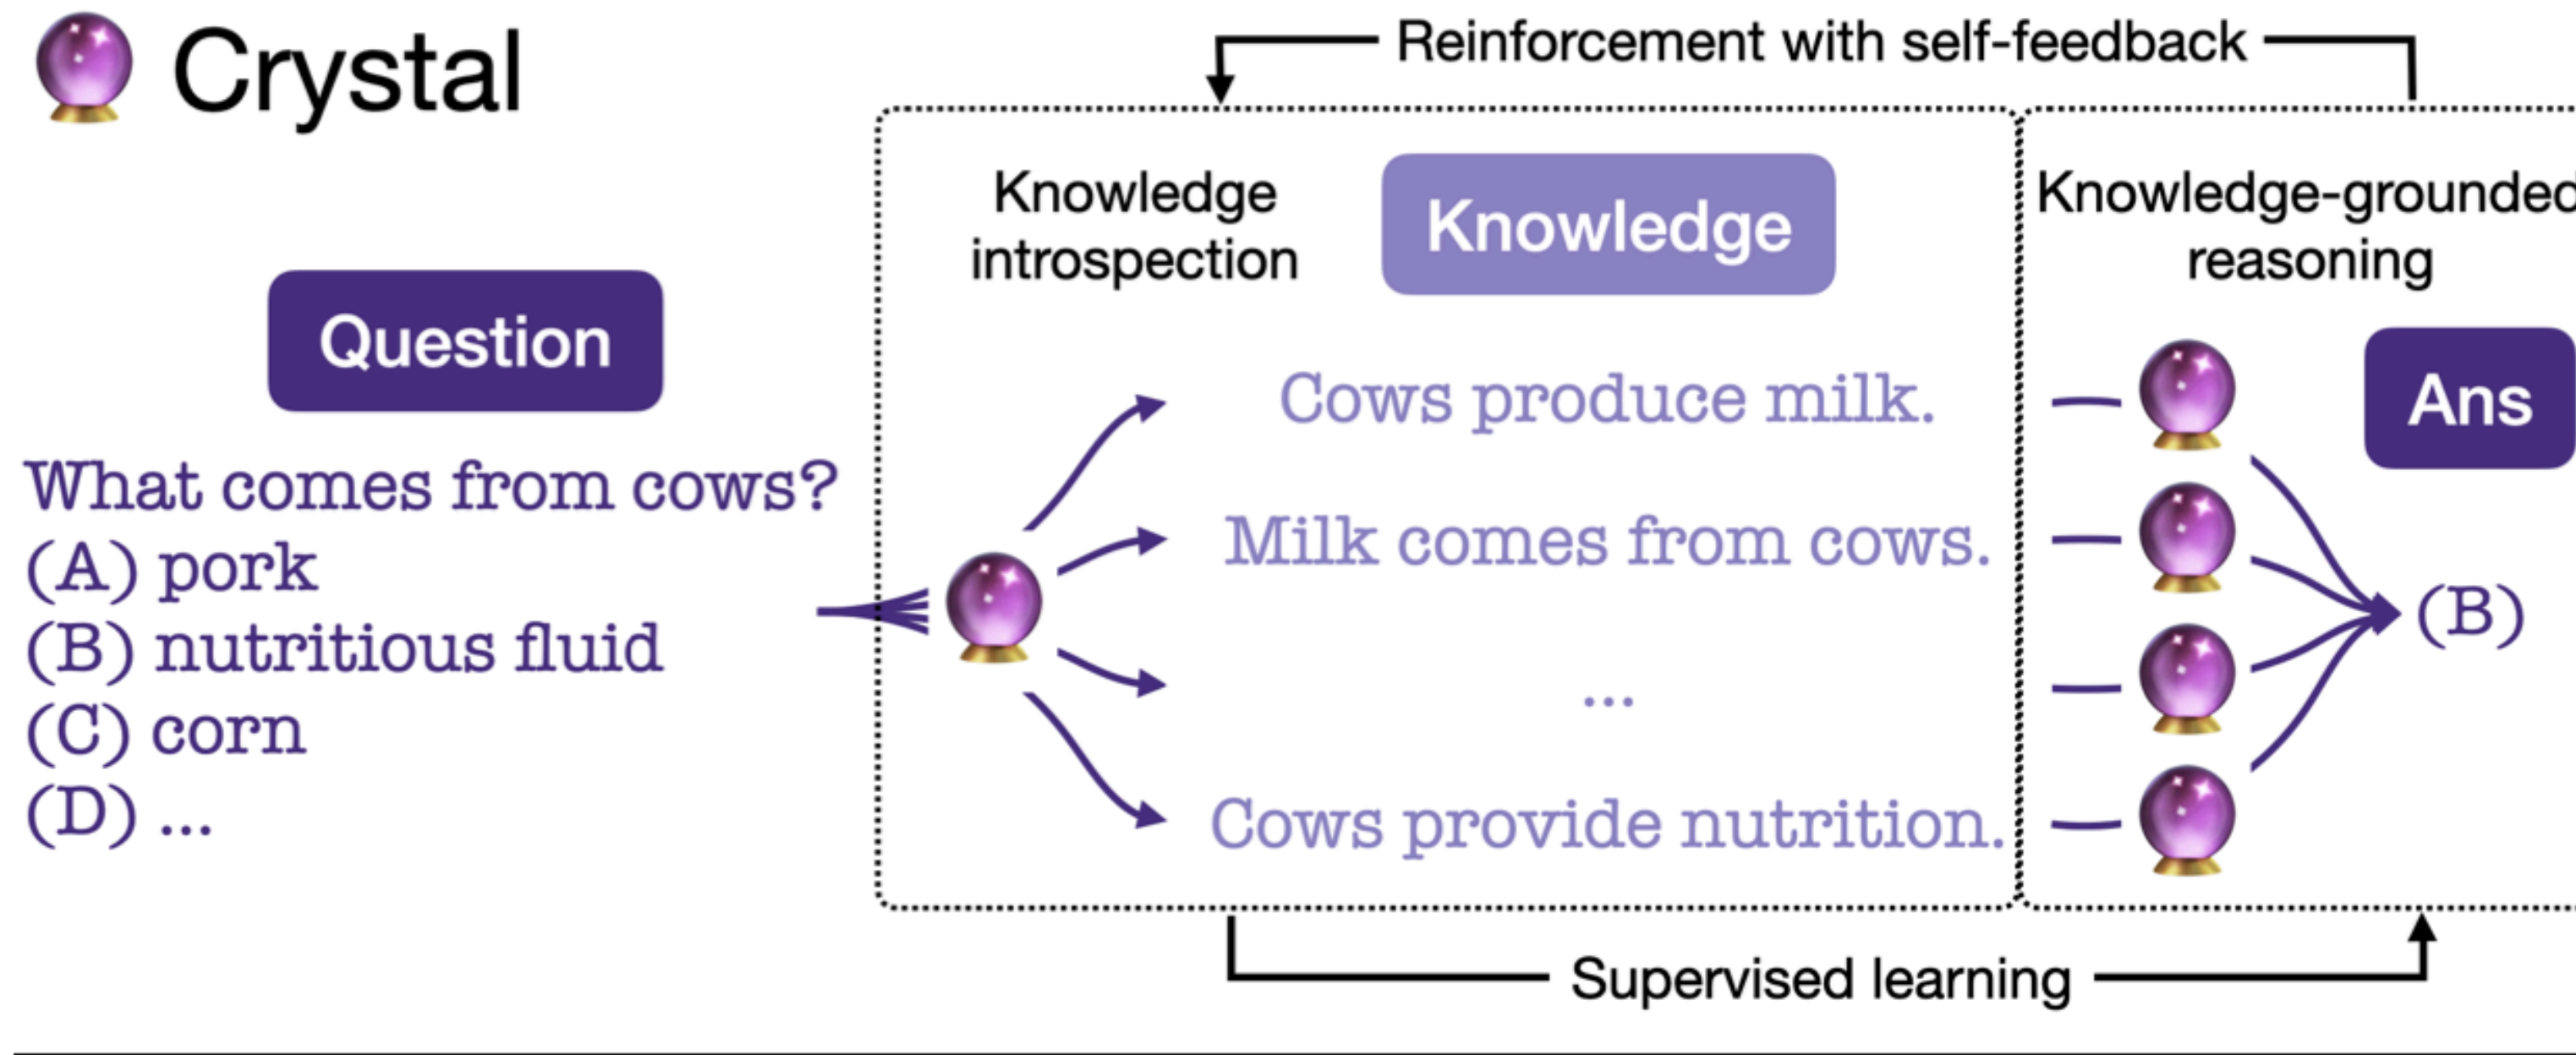 Crystal
Reinforcement with self-feedback
Knowledge
introspection
Knowledge
Knowledge-grounded
reasoning
Question
Ans
What comes from cows?
(A) pork
(B) nutritious fluid
(C) corn
(D) ...
Cows produce milk.
Milk comes from cows.
...
Cows provide nutrition.
(B)
Supervised learning